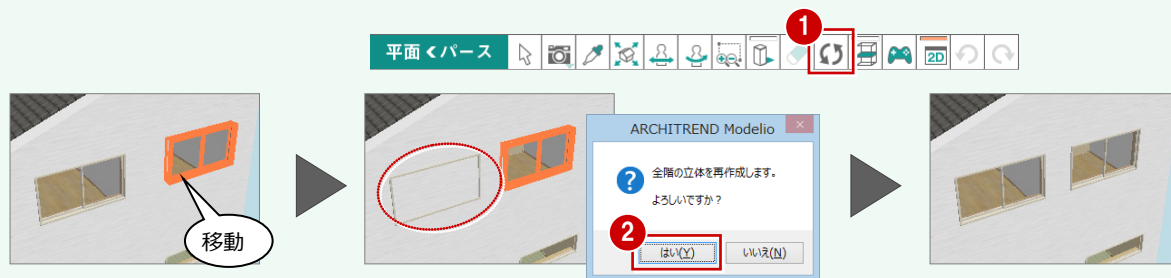 1
平面 < パース
2D
移動
ARCHITREND Modelio
全階の立体を再作成します。
よろしいですか？
2
はい(Y)
いいえ(N)